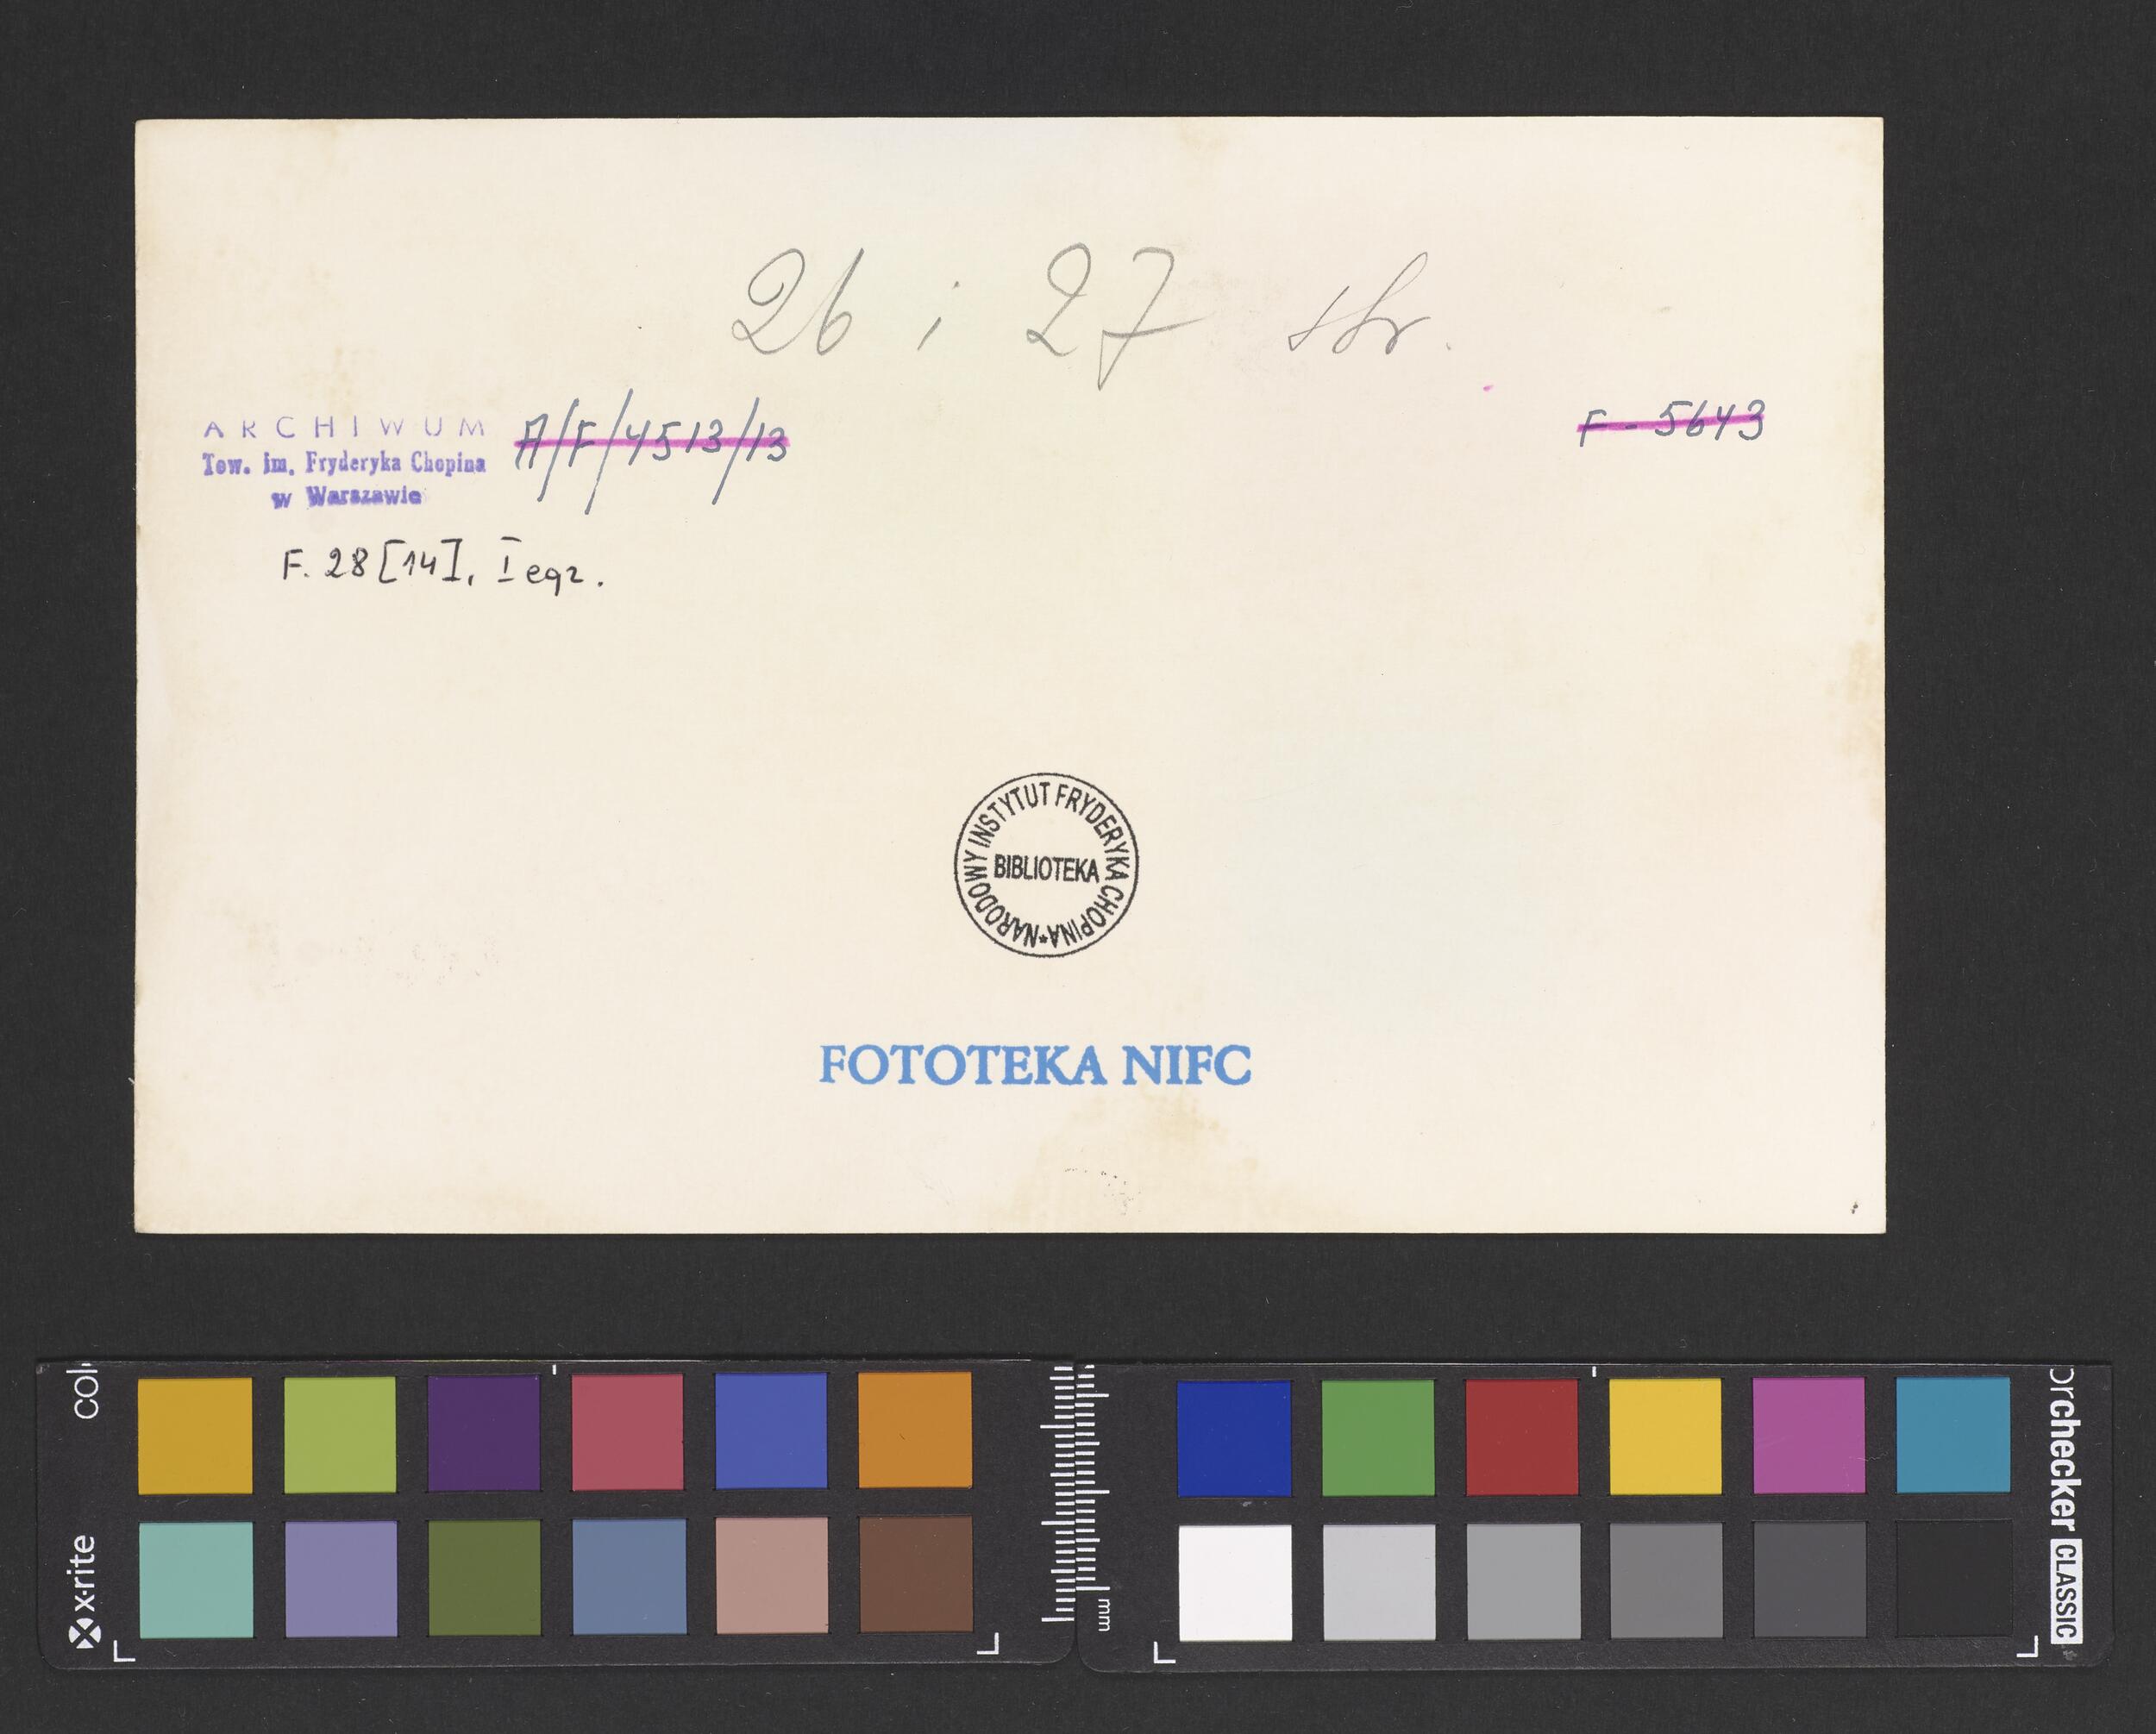 26 i 27 str.
ARCHIWUM
Tow. im. Fryderyka Chopina
w Warszawie
A/F/4513/13
F - 5643
F. 28 [14], I egz.
NARODOWY INSTYTUT FRYDERYKA CHOPINA *
BIBLIOTEKA
FOTOTEKA NIFC
x-rite
mm
orchecker CLASSIC